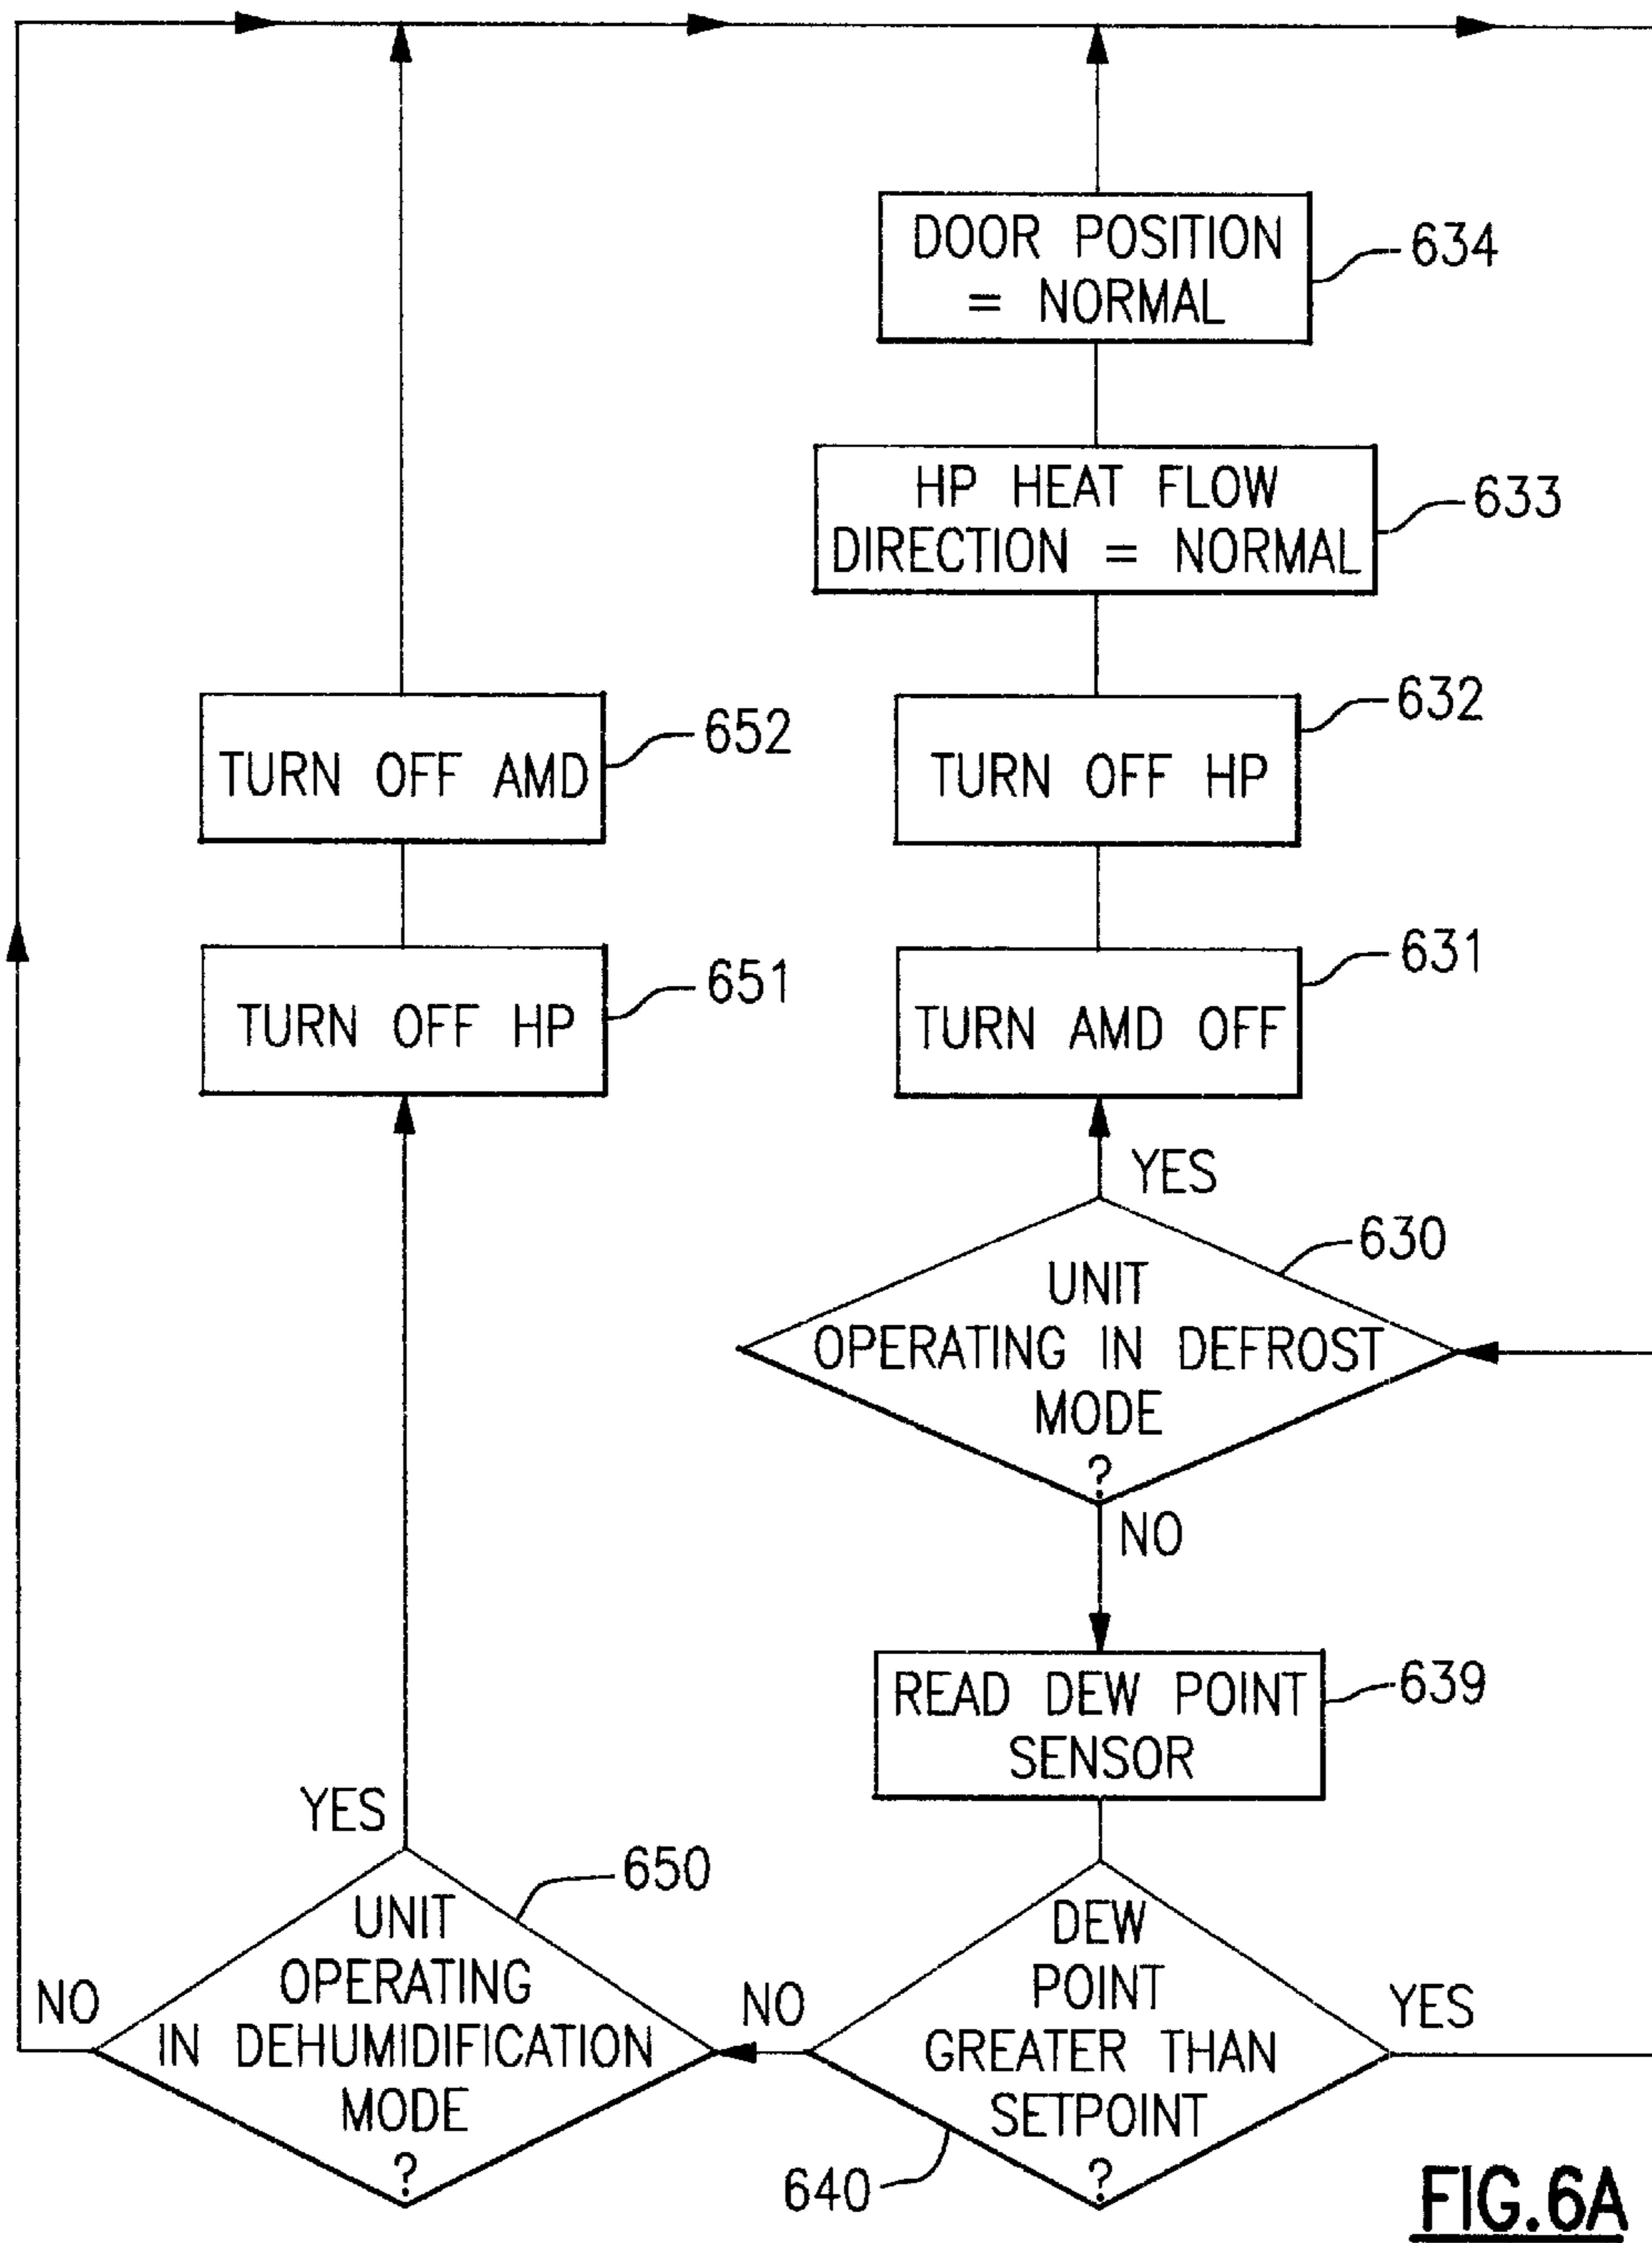 DOOR POSITION
= NORMAL
634
HP HEAT FLOW
DIRECTION = NORMAL
633
TURN OFF AMD
652
TURN OFF HP
632
TURN OFF HP
651
TURN AMD OFF
631
YES
UNIT
OPERATING IN DEFROST
MODE
?
630
NO
READ DEW POINT
SENSOR
639
YES
UNIT
OPERATING
IN DEHUMIDIFICATION
MODE
?
650
NO
NO
DEW
POINT
GREATER THAN
SETPOINT
?
YES
640
FIG.6A